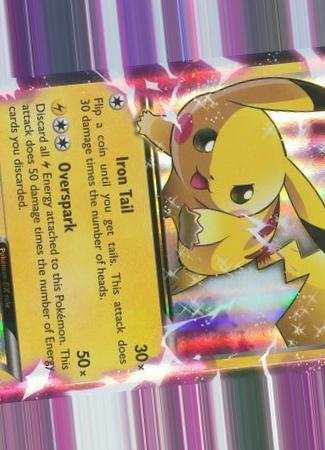 Iron Tail 30×
Flip a coin until you get tails. This attack does
30 damage times the number of heads.
Overspark 50×
Discard all Energy attached to this Pokémon. This
attack does 50 damage times the number of Energy
cards you discarded.
Pokémon-EX rule